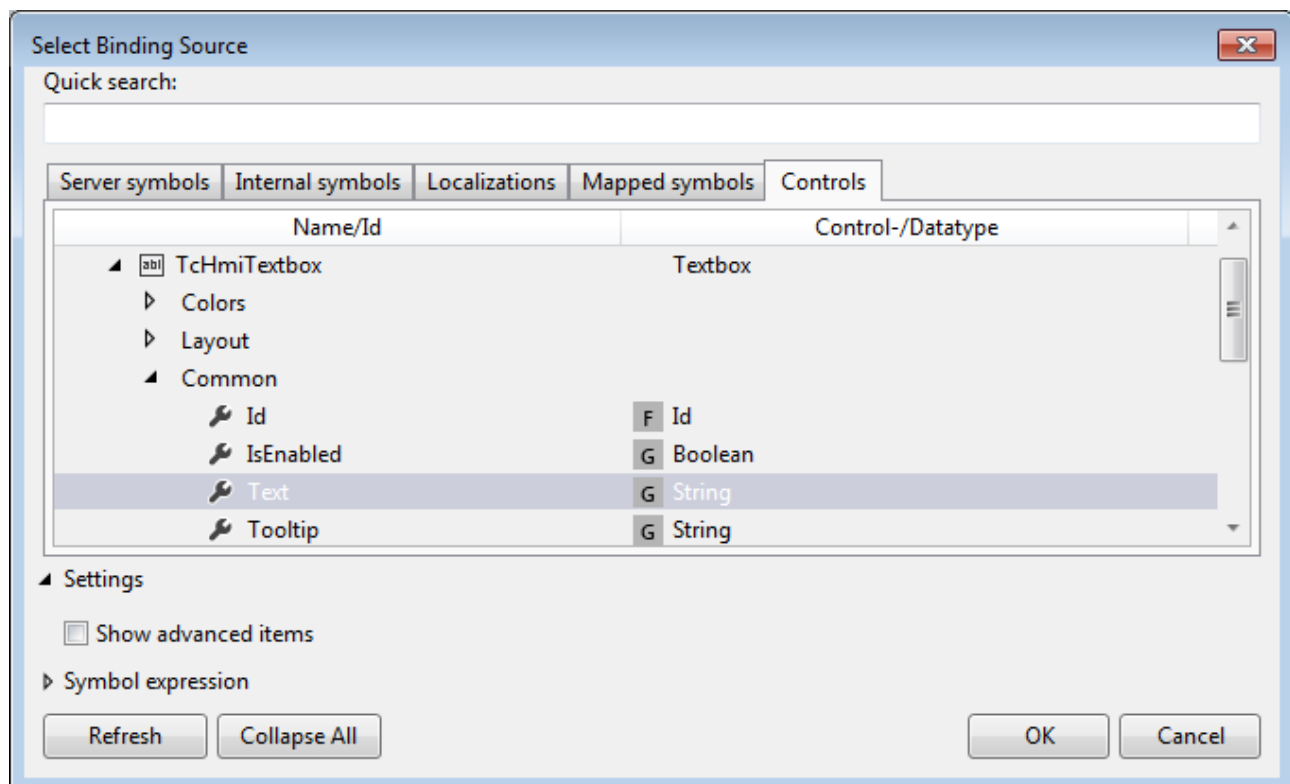 Select Binding Source
Quick search:
Server symbols Internal symbols Localizations Mapped symbols Controls
Name/Id Control-/Datatype
abl TcHmiTextbox Textbox
Colors
Layout
Common
Id F Id
IsEnabled G Boolean
Text G String
Tooltip G String
Settings
Show advanced items
Symbol expression
Refresh Collapse All OK Cancel